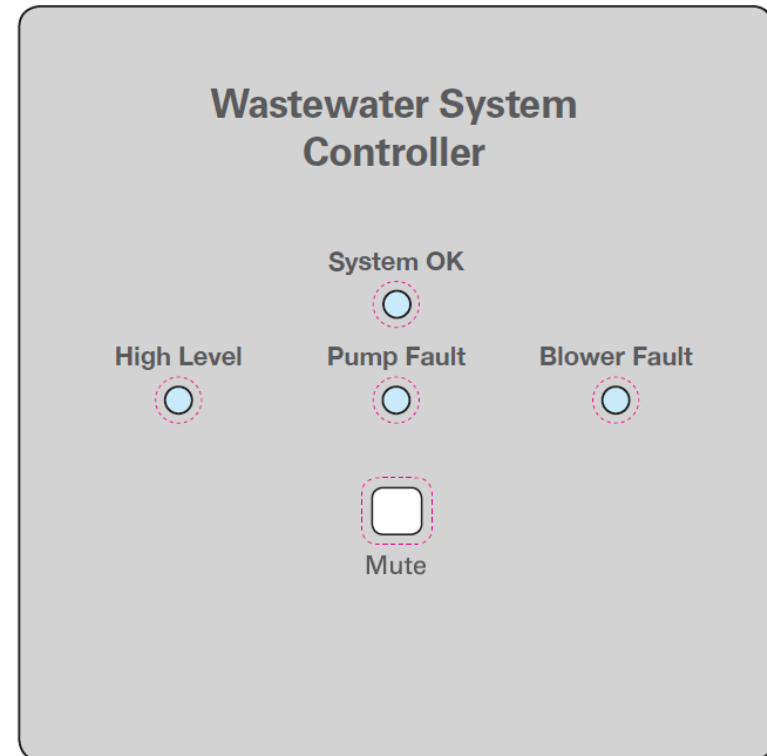 Wastewater System
Controller
System OK
High Level Pump Fault Blower Fault
Mute